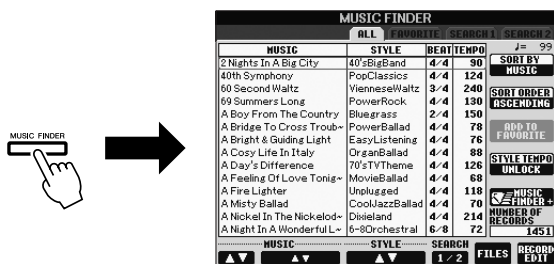 MUSIC FINDER
MUSIC FINDER
ALL FAVORITE SEARCH 1 SEARCH 2
MUSIC STYLE BEAT TEMPO
♩= 99
2 Nights In A Big City 40'sBigBand 4/4 90
40th Symphony PopClassics 4/4 124
60 Second Waltz VienneseWaltz 3/4 240
69 Summers Long PowerRock 4/4 130
A Boy From The Country Bluegrass 2/4 150
A Bridge To Cross Troub~ PowerBallad 4/4 78
A Bright & Guiding Light EasyListening 4/4 76
A Cosy Life In Italy OrganBallad 4/4 88
A Day's Difference 70'sTVTheme 4/4 126
A Feeling Of Love Tonig~ MovieBallad 4/4 68
A Fire Lighter Unplugged 4/4 118
A Misty Ballad CoolJazzBallad 4/4 70
A Nickel In The Nickelod~ Dixieland 4/4 214
A Night In A Wonderful L~ 6-8Orchestral 6/8 72
SORT BY
MUSIC
SORT ORDER
ASCENDING
ADD TO
FAVORITE
STYLE TEMPO
UNLOCK
MUSIC
FINDER +
NUMBER OF
RECORDS
1451
MUSIC STYLE SEARCH
▲▼ ▲▼ ▲▼ 1/2 FILES RECORD
EDIT